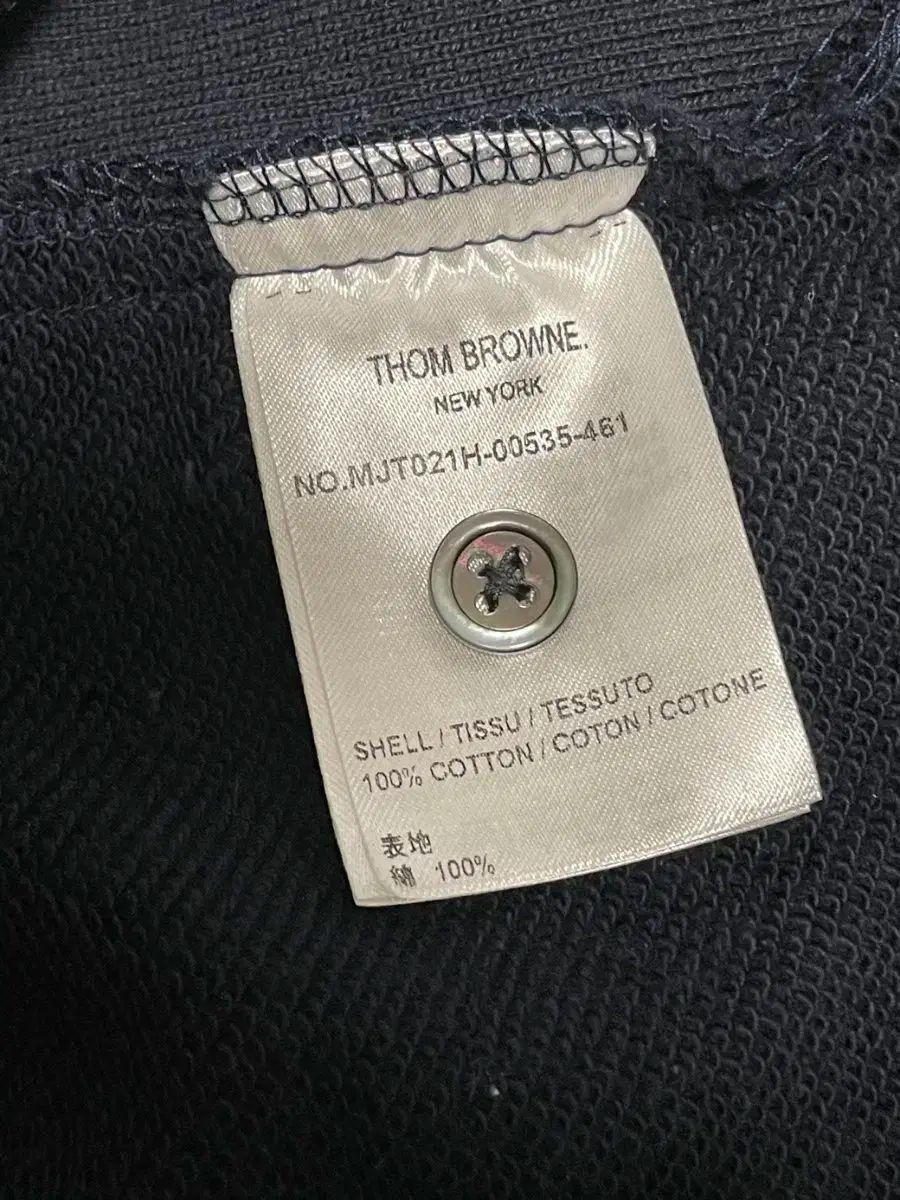 THOM BROWNE.
NEW YORK
NO.MJT021H-00535-461
SHELL / TISSU / TESSUTO
100% COTTON / COTON / COTONE
表地
綿 100%